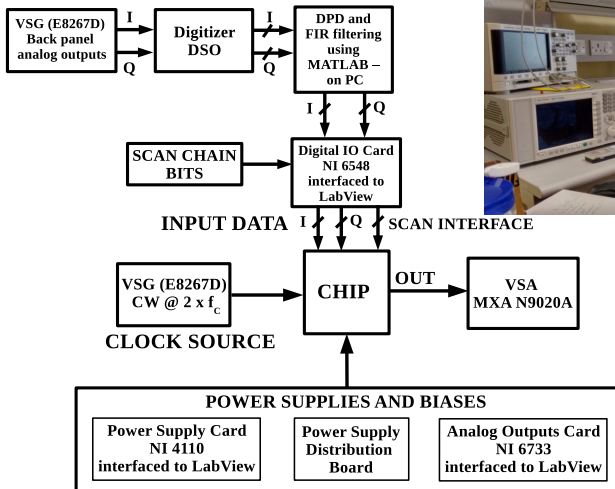 VSG (E8267D)
Back panel
analog outputs
I
Q
Digitizer
DSO
I
Q
DPD and
FIR filtering
using
MATLAB –
on PC
I
Q
SCAN CHAIN
BITS
Digital IO Card
NI 6548
interfaced to
LabView
INPUT DATA
I
Q
SCAN INTERFACE
VSG (E8267D)
CW @ 2 x fC
CLOCK SOURCE
CHIP
OUT
VSA
MXA N9020A
POWER SUPPLIES AND BIASES
Power Supply Card
NI 4110
interfaced to LabView
Power Supply
Distribution
Board
Analog Outputs Card
NI 6733
interfaced to LabView